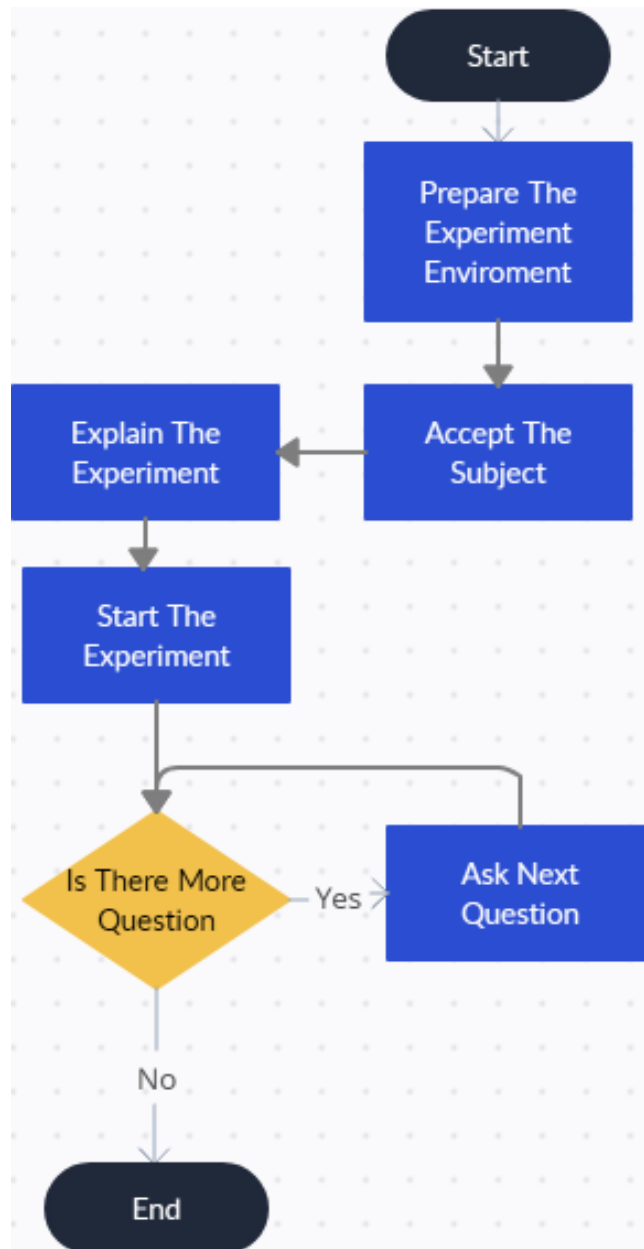 Start
Prepare The
Experiment
Enviroment
Accept The
Subject
Explain The
Experiment
Start The
Experiment
Is There More
Question
Yes
Ask Next
Question
No
End